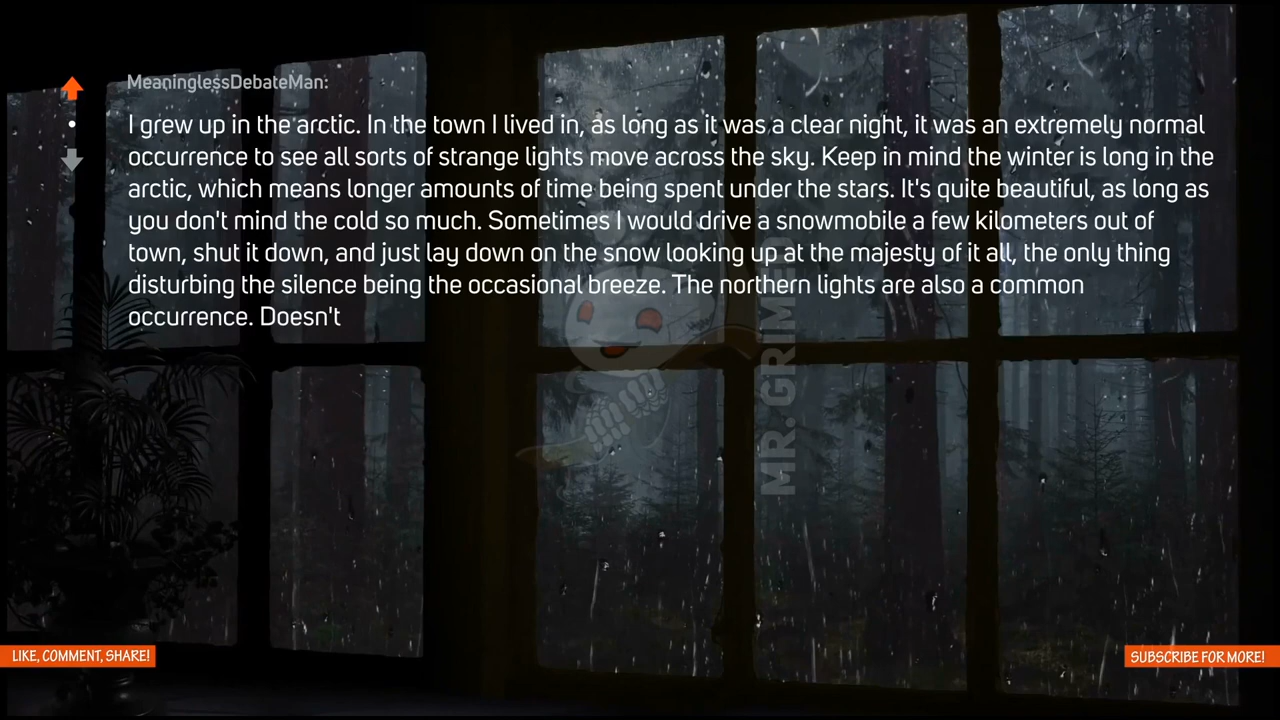 MeaninglessDebateMan:
I grew up in the arctic. In the town I lived in, as long as it was a clear night, it was an extremely normal
occurrence to see all sorts of strange lights move across the sky. Keep in mind the winter is long in the
arctic, which means longer amounts of time being spent under the stars. It's quite beautiful, as long as
you don't mind the cold so much. Sometimes I would drive a snowmobile a few kilometers out of
town, shut it down, and just lay down on the snow looking up at the majesty of it all, the only thing
disturbing the silence being the occasional breeze. The northern lights are also a common
occurrence. Doesn't
MR. GRIMED
LIKE, COMMENT, SHARE!
SUBSCRIBE FOR MORE!